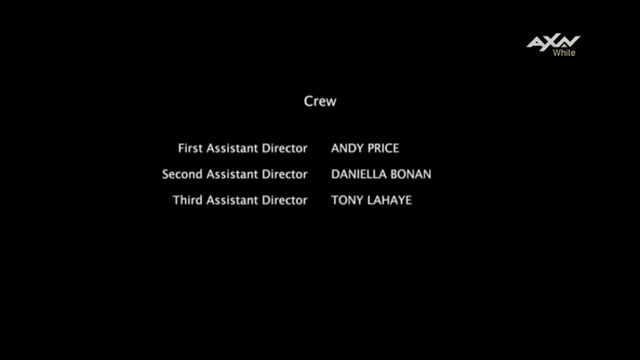 AXN
White
Crew
First Assistant Director ANDY PRICE
Second Assistant Director DANIELLA BONAN
Third Assistant Director TONY LAHAYE